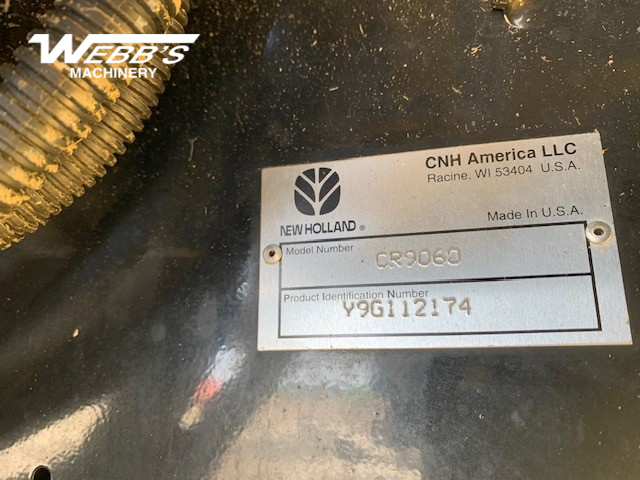 WEBB'S
MACHINERY
CNH America LLC
Racine, WI 53404 U.S.A.
Made In U.S.A.
NEW HOLLAND ®
Model Number
CR9060
Product Identification Number
Y9G112174